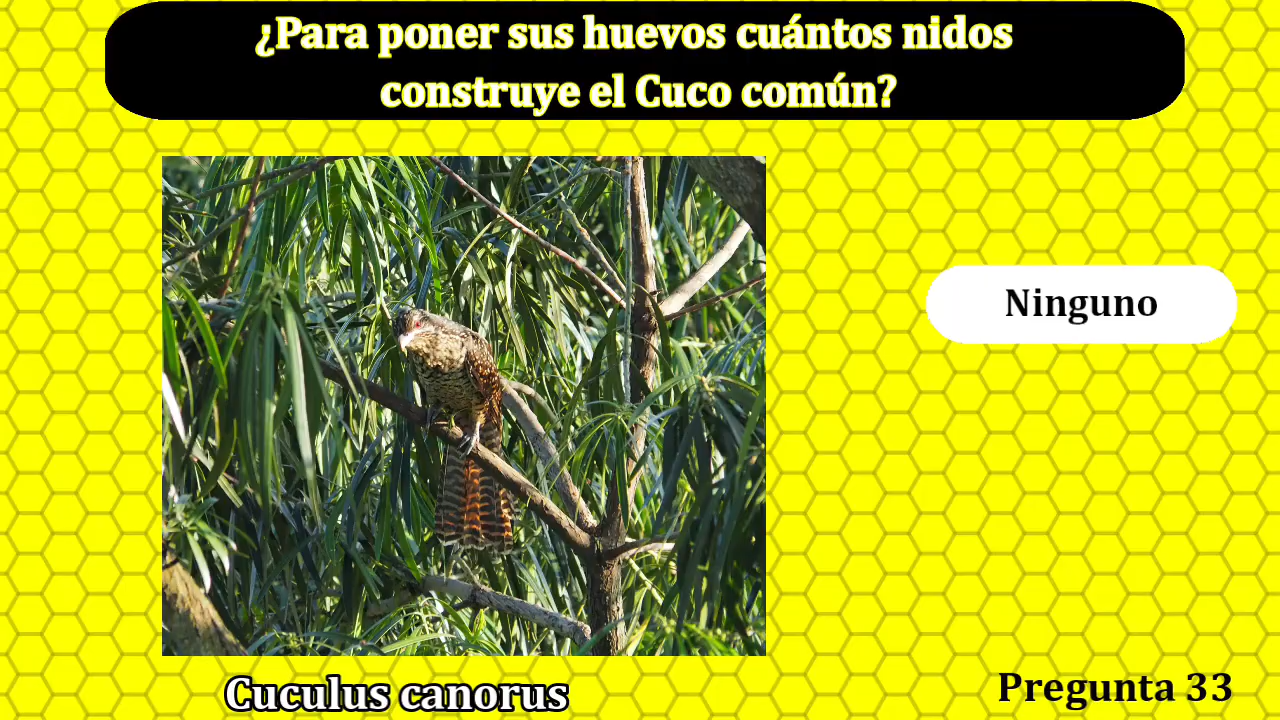 ¿Para poner sus huevos cuántos nidos
construye el Cuco común?
Ninguno
Cuculus canorus
Pregunta 33